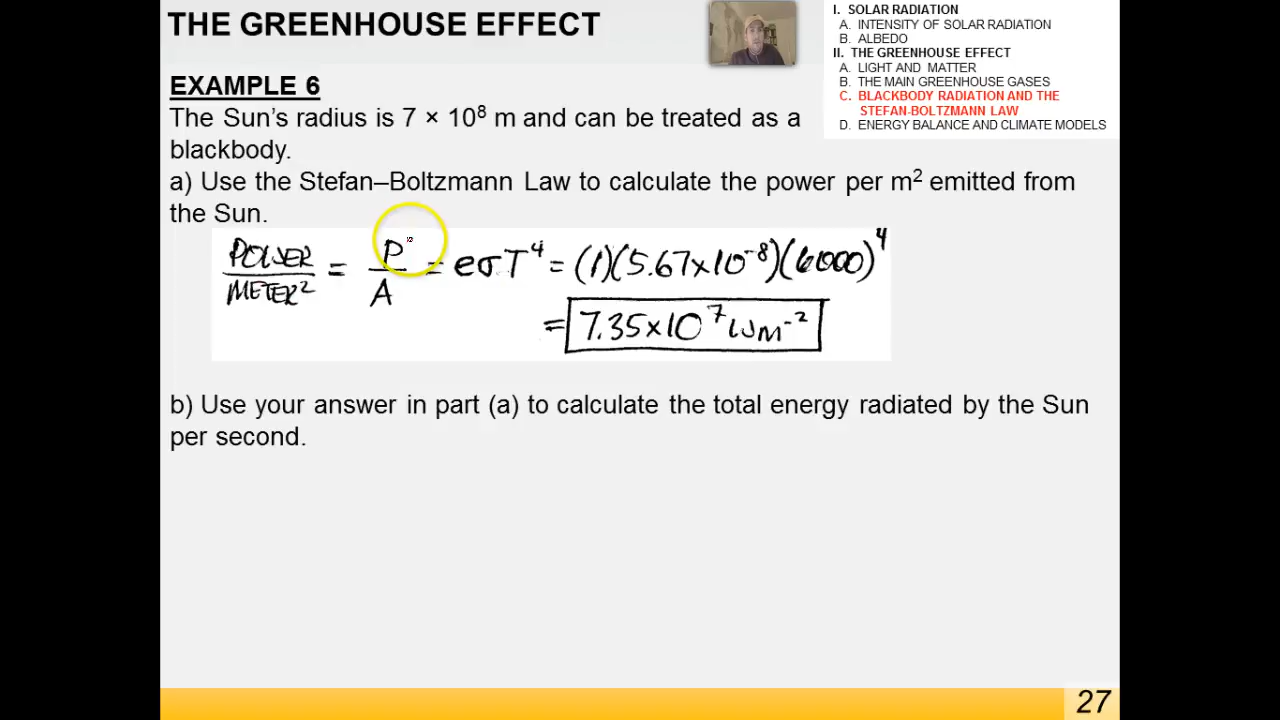 THE GREENHOUSE EFFECT
I. SOLAR RADIATION
A. INTENSITY OF SOLAR RADIATION
B. ALBEDO
II. THE GREENHOUSE EFFECT
A. LIGHT AND MATTER
B. THE MAIN GREENHOUSE GASES
C. BLACKBODY RADIATION AND THE
STEFAN-BOLTZMANN LAW
D. ENERGY BALANCE AND CLIMATE MODELS
EXAMPLE 6
The Sun's radius is 7 × 10⁸ m and can be treated as a
blackbody.
a) Use the Stefan–Boltzmann Law to calculate the power per m² emitted from
the Sun.
POWER/METER² = P/A = eσT⁴ = (1)(5.67×10⁻⁸)(6000)⁴
= 7.35×10⁷ Wm⁻²
b) Use your answer in part (a) to calculate the total energy radiated by the Sun
per second.
27